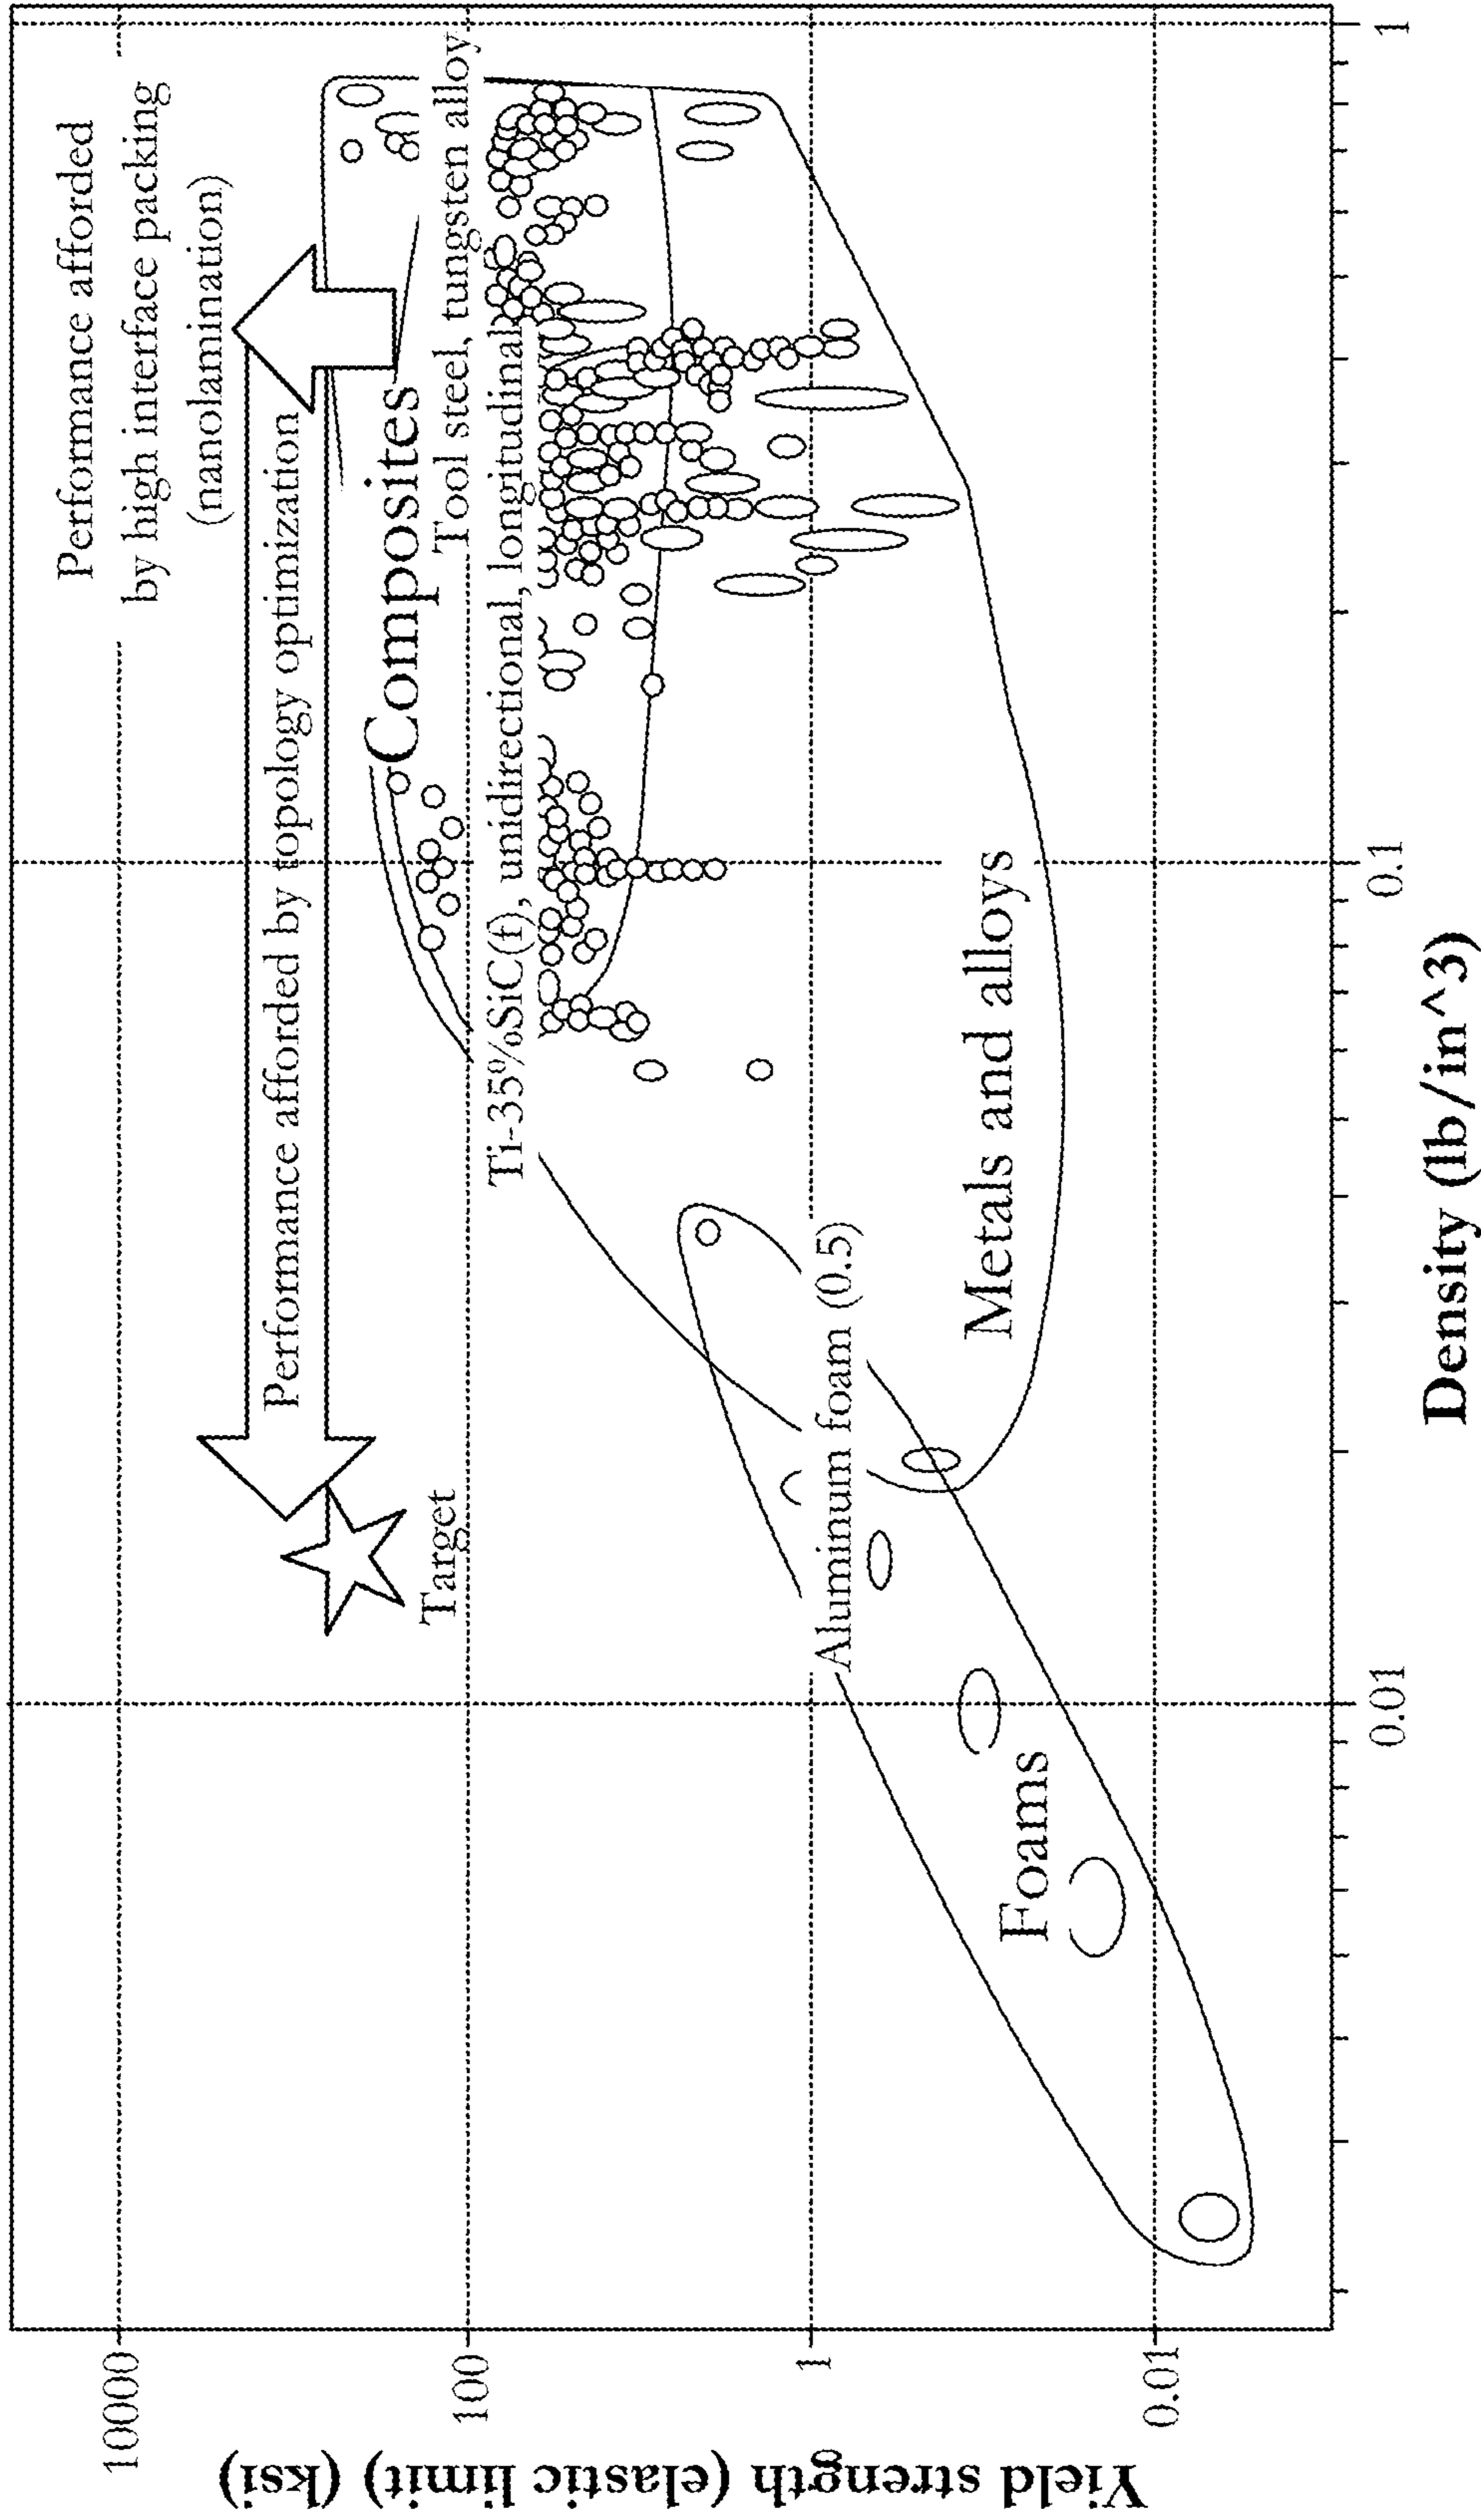 Yield strength (elastic limit) (ksi)
10000
100
1
0.01
Performance afforded
by high interface packing
(nanolamination)
Performance afforded by topology optimization
Target
Composites
Tool steel, tungsten alloy
Ti-35%SiC(f), unidirectional, longitudinal
Aluminum foam (0.5)
Metals and alloys
Foams
0.01
0.1
1
Density (lb/in^3)